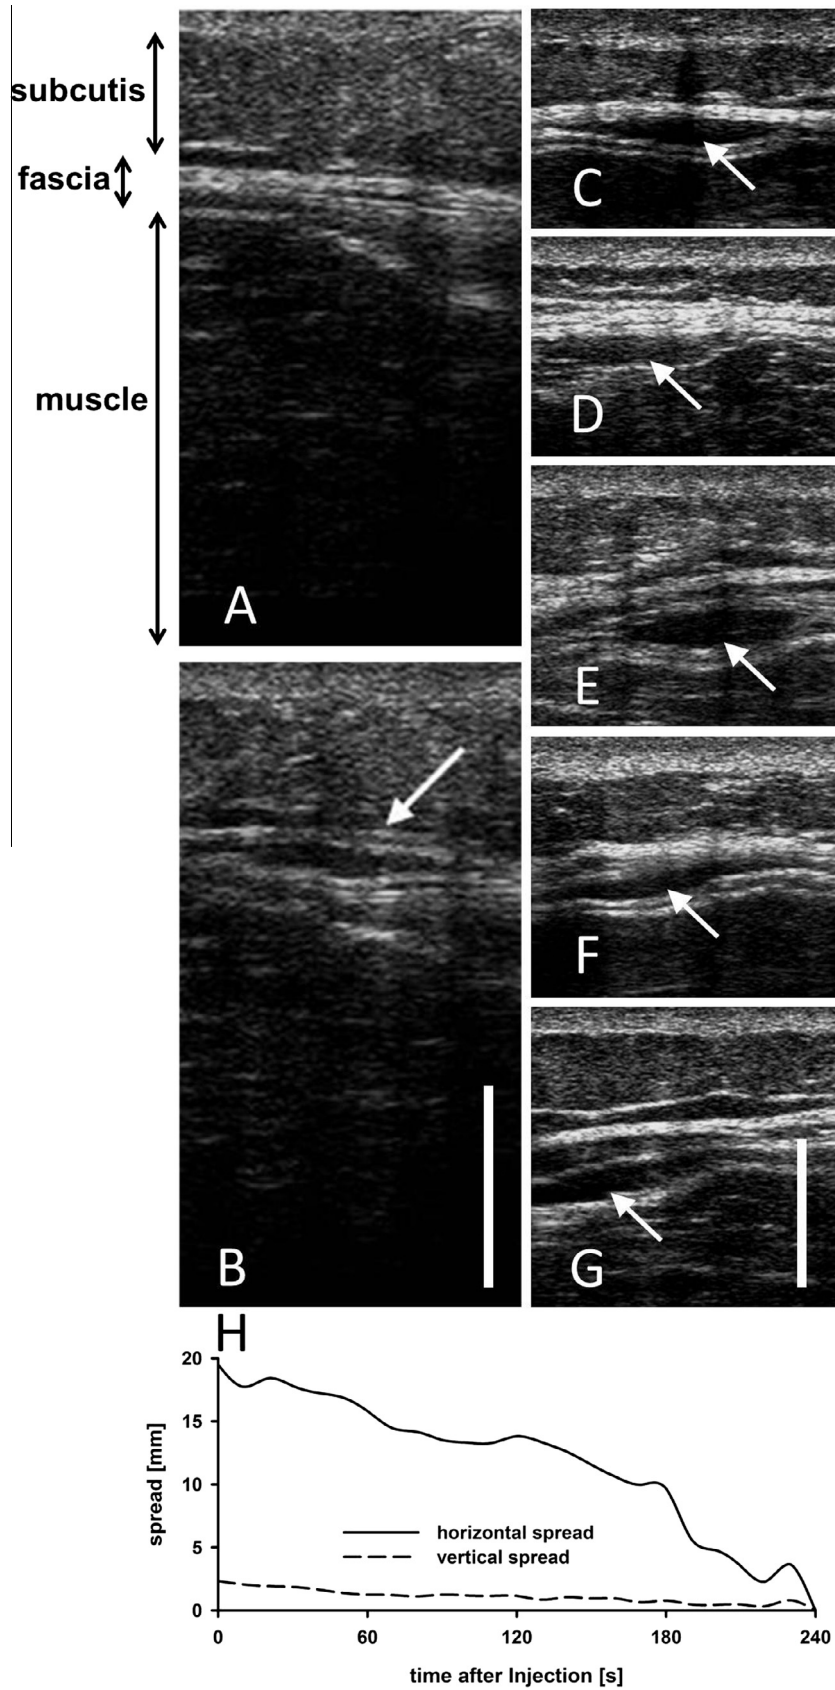 subcutis
fascia
muscle
A
B
C
D
E
F
G
H
20
15
10
5
0
spread [mm]
horizontal spread
vertical spread
0 60 120 180 240
time after Injection [s]